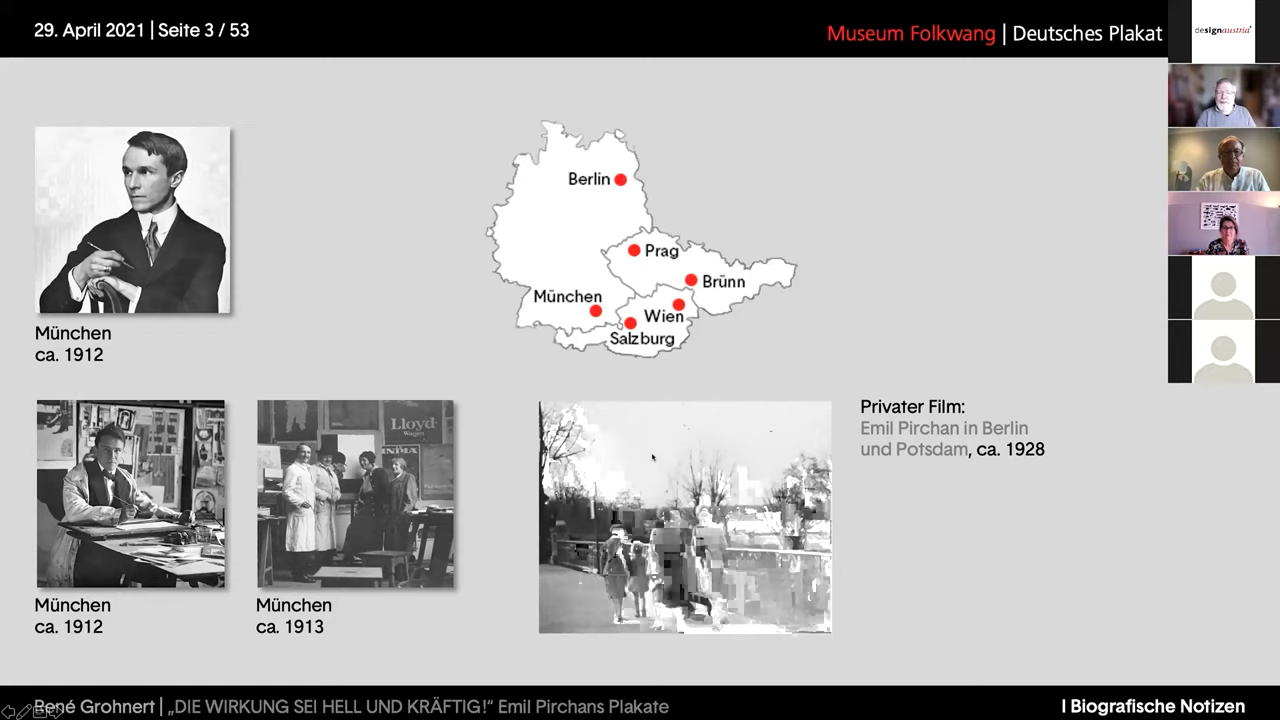 29. April 2021 | Seite 3 / 53
Museum Folkwang | Deutsches Plakat
designaustria
Berlin
Prag
Brünn
München
Wien
Salzburg
München
ca. 1912
Lloyd
Wagen
INDIA
München
ca. 1912
München
ca. 1913
Privater Film:
Emil Pirchan in Berlin
und Potsdam, ca. 1928
René Grohnert | „DIE WIRKUNG SEI HELL UND KRÄFTIG!“ Emil Pirchans Plakate
I Biografische Notizen